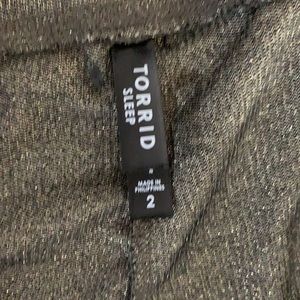 TORRID
SLEEP
MADE IN
PHILIPPINES
2